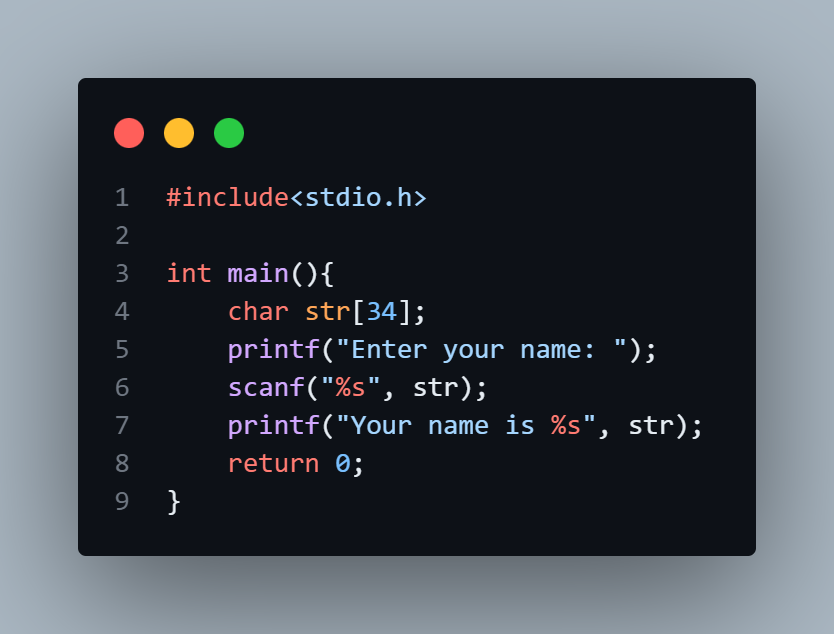 1 #include<stdio.h>
2
3 int main(){
4     char str[34];
5     printf("Enter your name: ");
6     scanf("%s", str);
7     printf("Your name is %s", str);
8     return 0;
9 }